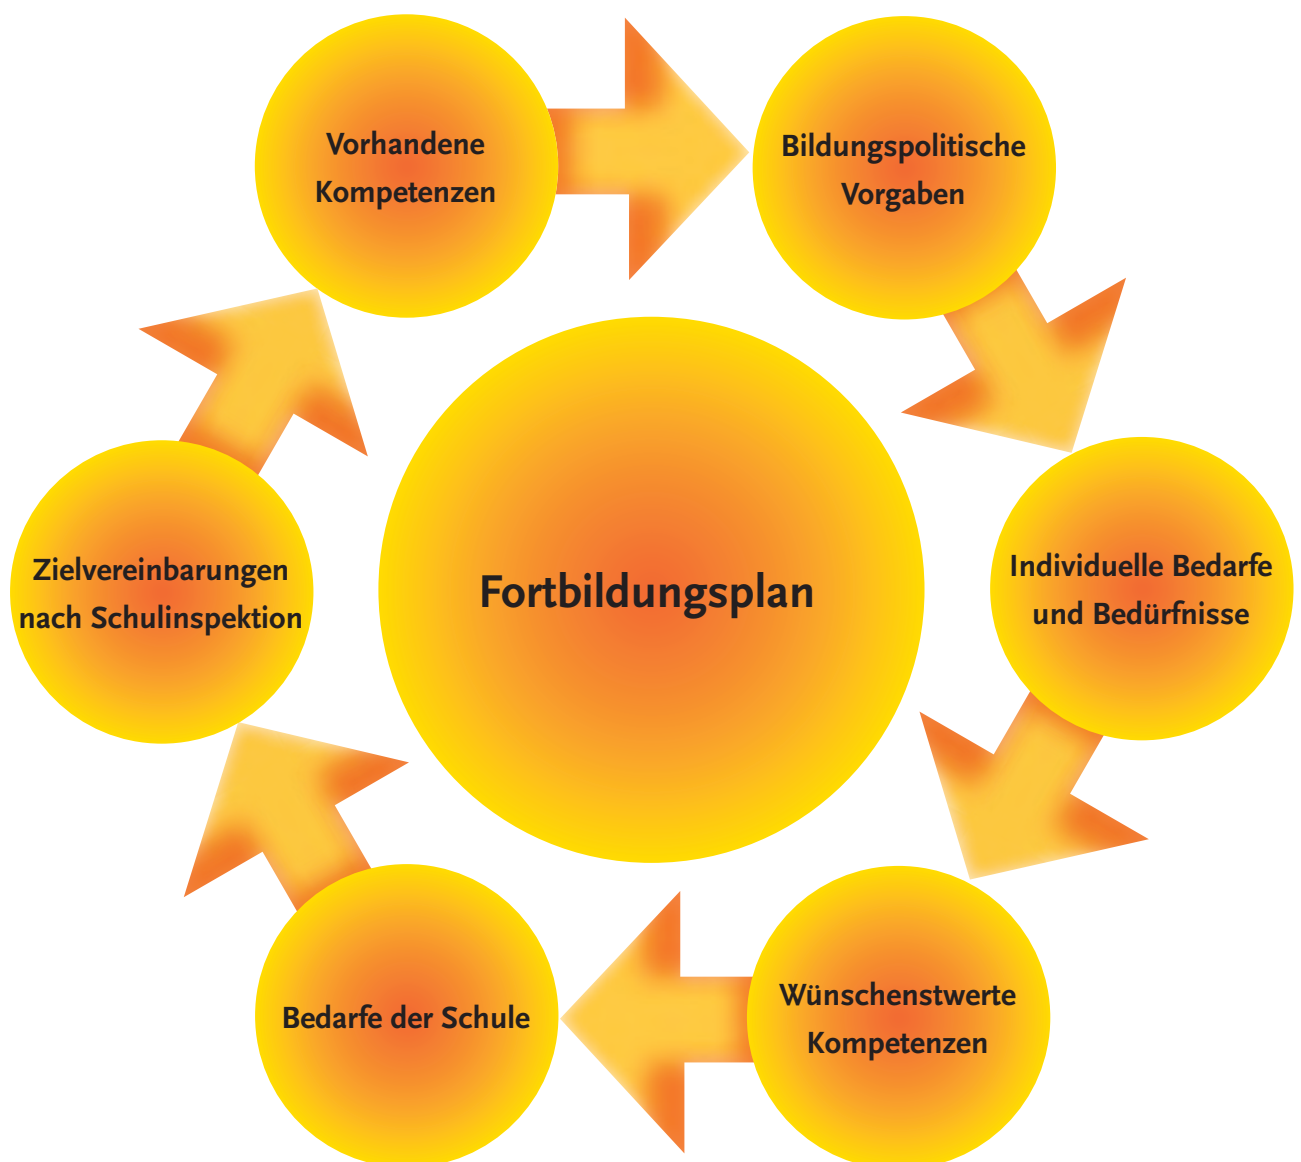 Vorhandene
Kompetenzen
Bildungspolitische
Vorgaben
Individuelle Bedarfe
und Bedürfnisse
Wünschenstwerte
Kompetenzen
Bedarfe der Schule
Zielvereinbarungen
nach Schulinspektion
Fortbildungsplan